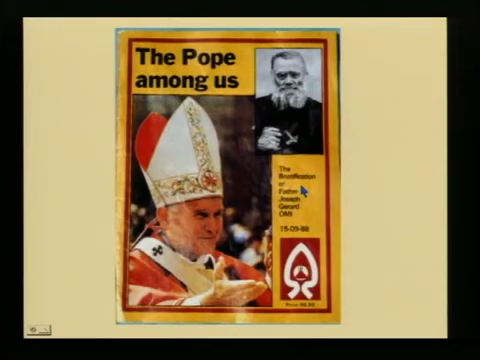 The Pope
among us
The
Beatification
of
Father
Joseph
Gerard
OMI
15-09-88